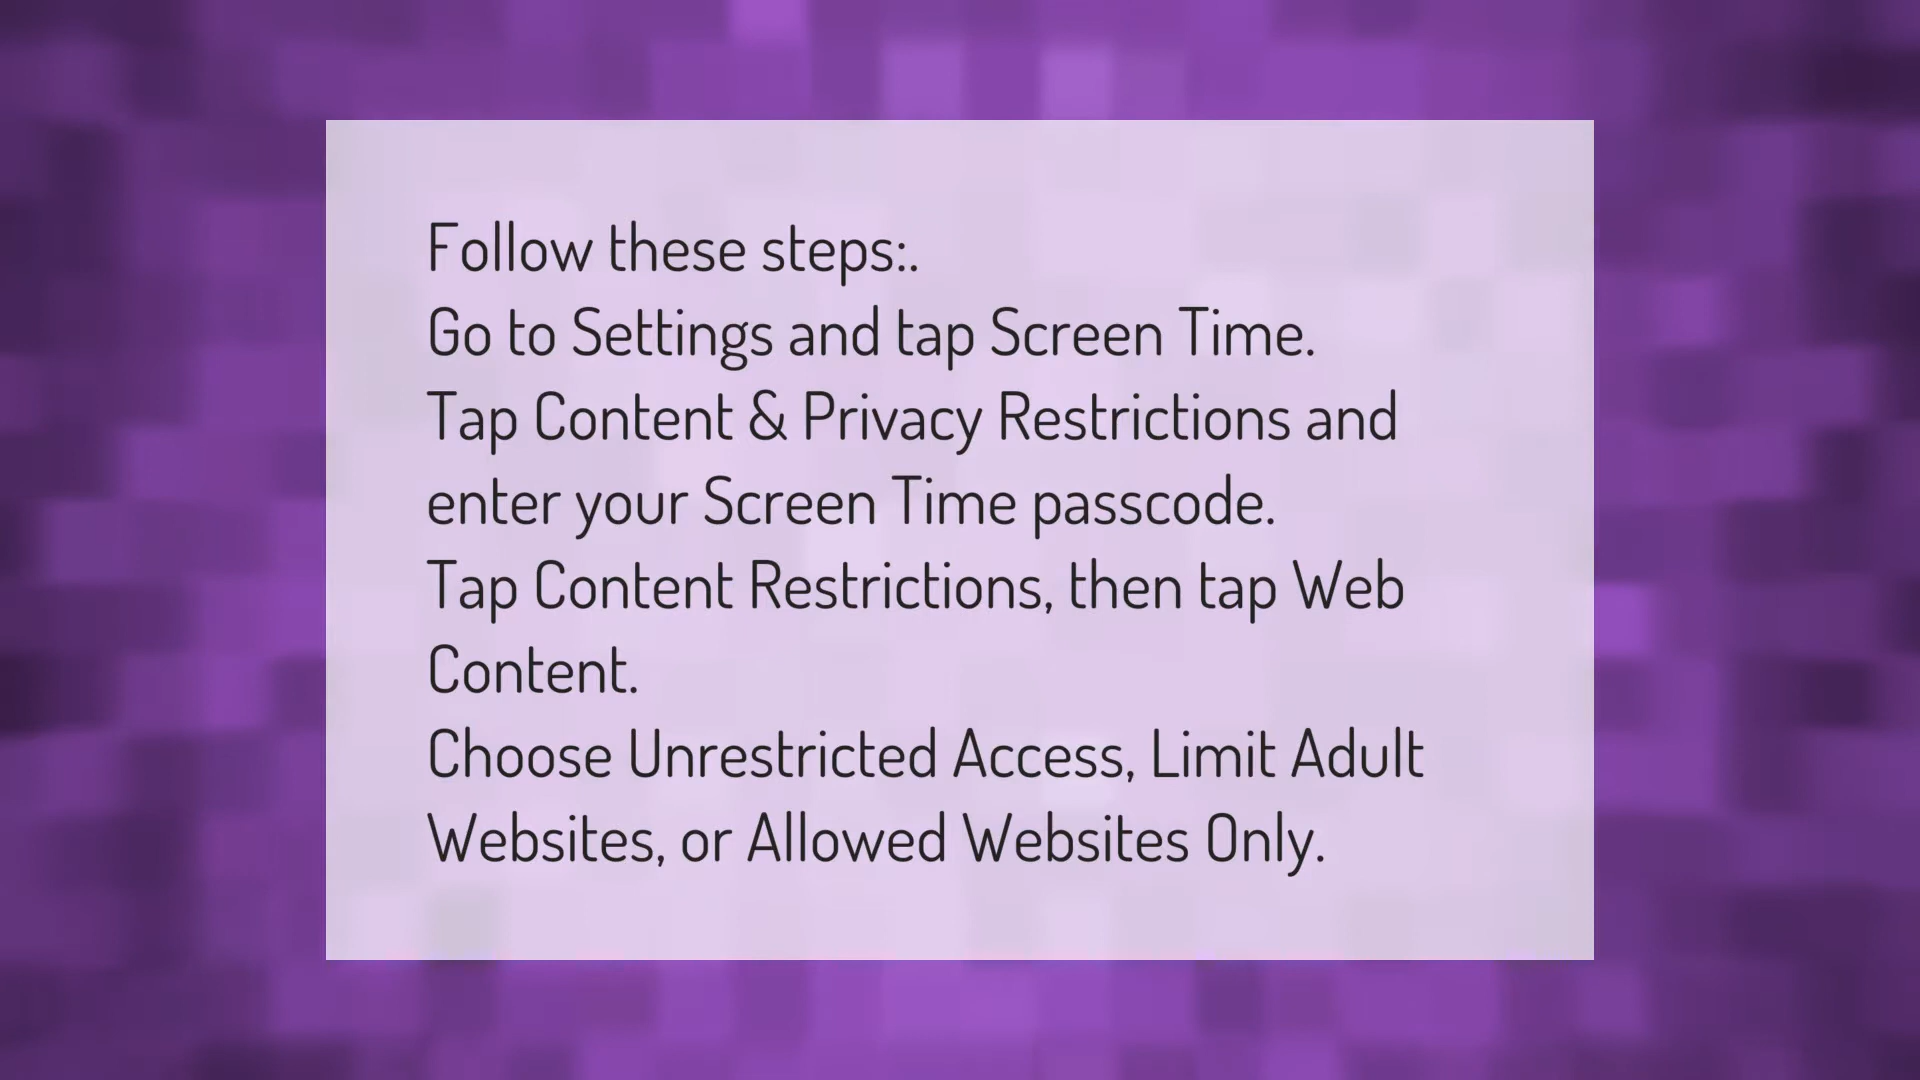 Follow these steps:.
Go to Settings and tap Screen Time.
Tap Content & Privacy Restrictions and
enter your Screen Time passcode.
Tap Content Restrictions, then tap Web
Content.
Choose Unrestricted Access, Limit Adult
Websites, or Allowed Websites Only.